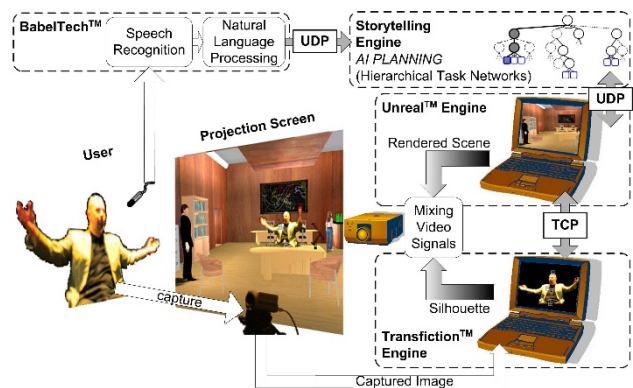 BabelTech™
Speech
Recognition
Natural
Language
Processing
UDP
Storytelling
Engine
AI PLANNING
(Hierarchical Task Networks)
UDP
Unreal™ Engine
Rendered Scene
User
Projection Screen
Mixing
Video
Signals
TCP
capture
Silhouette
Transfiction™
Engine
Captured Image